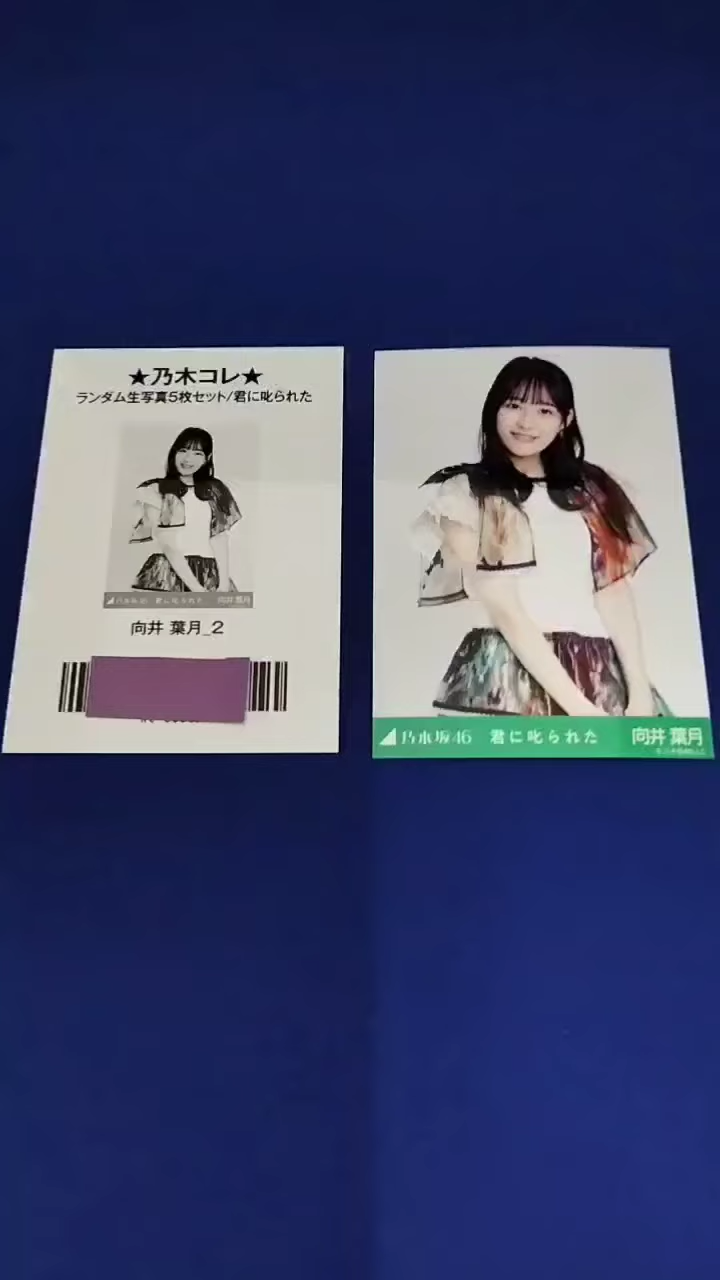 ★乃木コレ★
ランダム生写真5枚セット/君に叱られた
乃木坂46 君に叱られた 向井 葉月
向井 葉月_2
乃木坂46 君に叱られた 向井 葉月